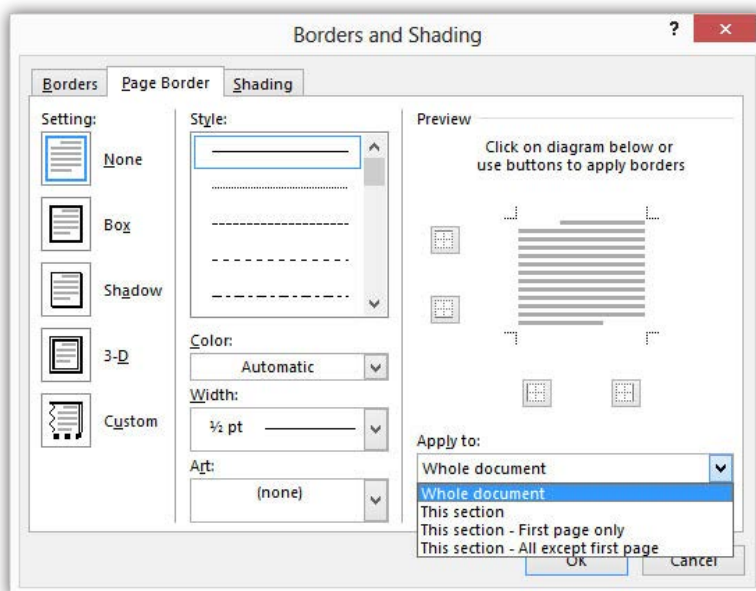 Borders and Shading
?
Borders
Page Border
Shading
Setting:
None
Box
Shadow
3-D
Custom
Style:
Color:
Automatic
Width:
½ pt
Art:
(none)
Preview
Click on diagram below or
use buttons to apply borders
Apply to:
Whole document
Whole document
This section
This section - First page only
This section - All except first page
OK
Cancel